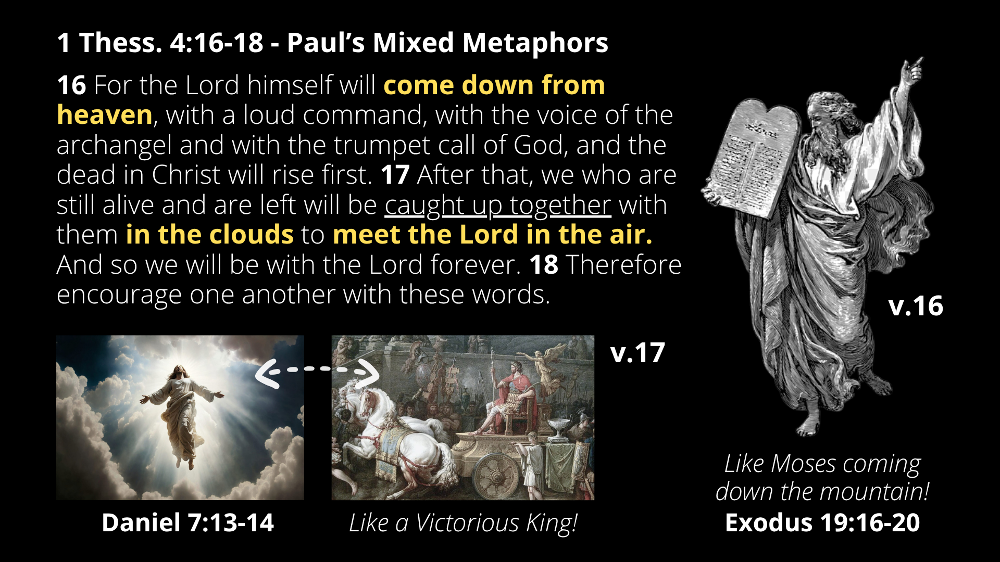 1 Thess. 4:16-18 - Paul’s Mixed Metaphors
16 For the Lord himself will come down from
heaven, with a loud command, with the voice of the
archangel and with the trumpet call of God, and the
dead in Christ will rise first. 17 After that, we who are
still alive and are left will be caught up together with
them in the clouds to meet the Lord in the air.
And so we will be with the Lord forever. 18 Therefore
encourage one another with these words.
v.16
v.17
Daniel 7:13-14
Like a Victorious King!
Like Moses coming
down the mountain!
Exodus 19:16-20